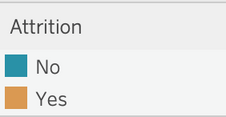 Attrition
No
Yes